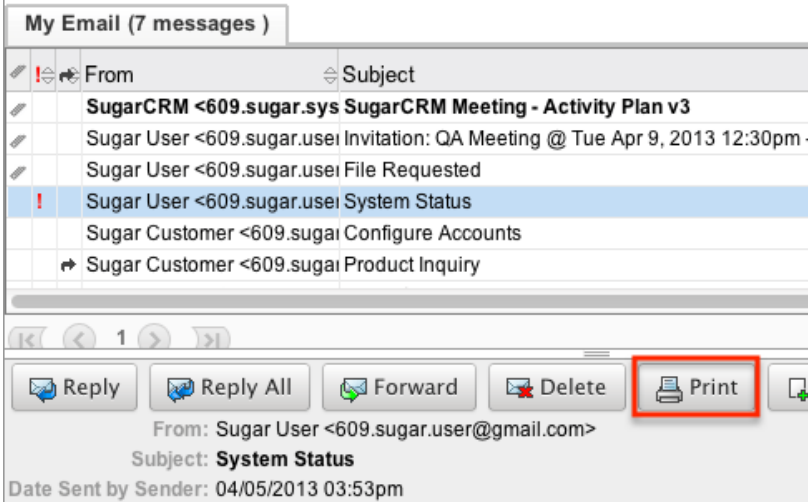 My Email (7 messages )
! From Subject
SugarCRM <609.sugar.sys SugarCRM Meeting - Activity Plan v3
Sugar User <609.sugar.user Invitation: QA Meeting @ Tue Apr 9, 2013 12:30pm -
Sugar User <609.sugar.user File Requested
! Sugar User <609.sugar.user System Status
Sugar Customer <609.sugar Configure Accounts
Sugar Customer <609.sugar Product Inquiry
1
Reply Reply All Forward Delete Print
From: Sugar User <609.sugar.user@gmail.com>
Subject: System Status
Date Sent by Sender: 04/05/2013 03:53pm